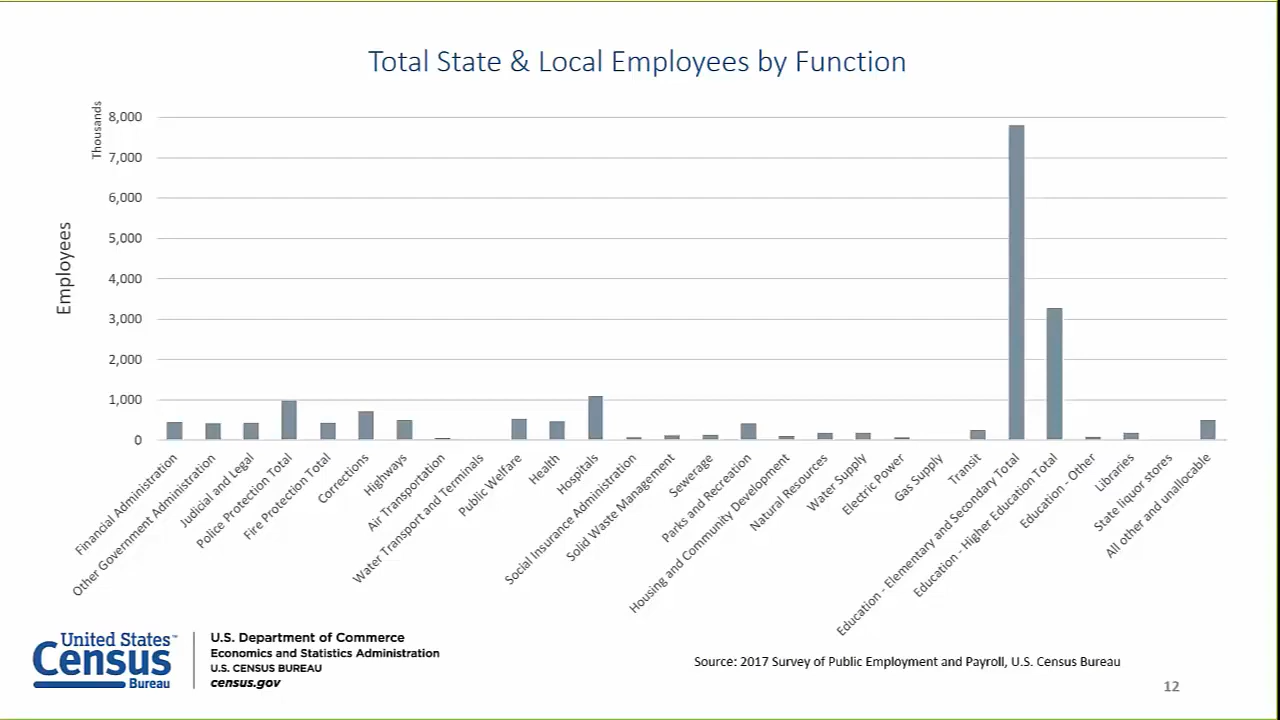 Total State & Local Employees by Function
Thousands
Employees
8,000
7,000
6,000
5,000
4,000
3,000
2,000
1,000
0
Financial Administration
Other Government Administration
Judicial and Legal
Police Protection Total
Fire Protection Total
Corrections
Highways
Air Transportation
Water Transport and Terminals
Public Welfare
Health
Hospitals
Social Insurance Administration
Solid Waste Management
Sewerage
Parks and Recreation
Housing and Community Development
Natural Resources
Water Supply
Electric Power
Gas Supply
Transit
Education - Elementary and Secondary Total
Education - Higher Education Total
Education - Other
Libraries
State liquor stores
All other and unallocable
United States™
Census
Bureau
U.S. Department of Commerce
Economics and Statistics Administration
U.S. CENSUS BUREAU
census.gov
Source: 2017 Survey of Public Employment and Payroll, U.S. Census Bureau
12